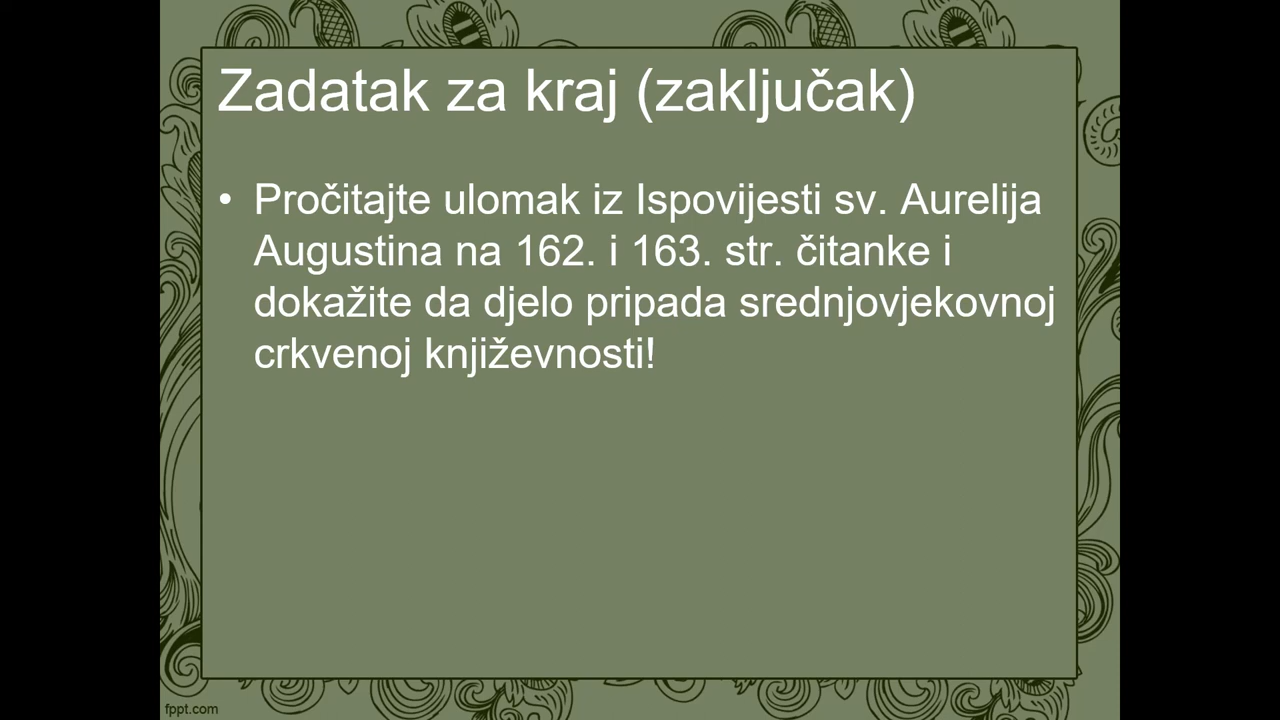 Zadatak za kraj (zaključak)
• Pročitajte ulomak iz Ispovijesti sv. Aurelija
Augustina na 162. i 163. str. čitanke i
dokažite da djelo pripada srednjovjekovnoj
crkvenoj književnosti!
fppt.com